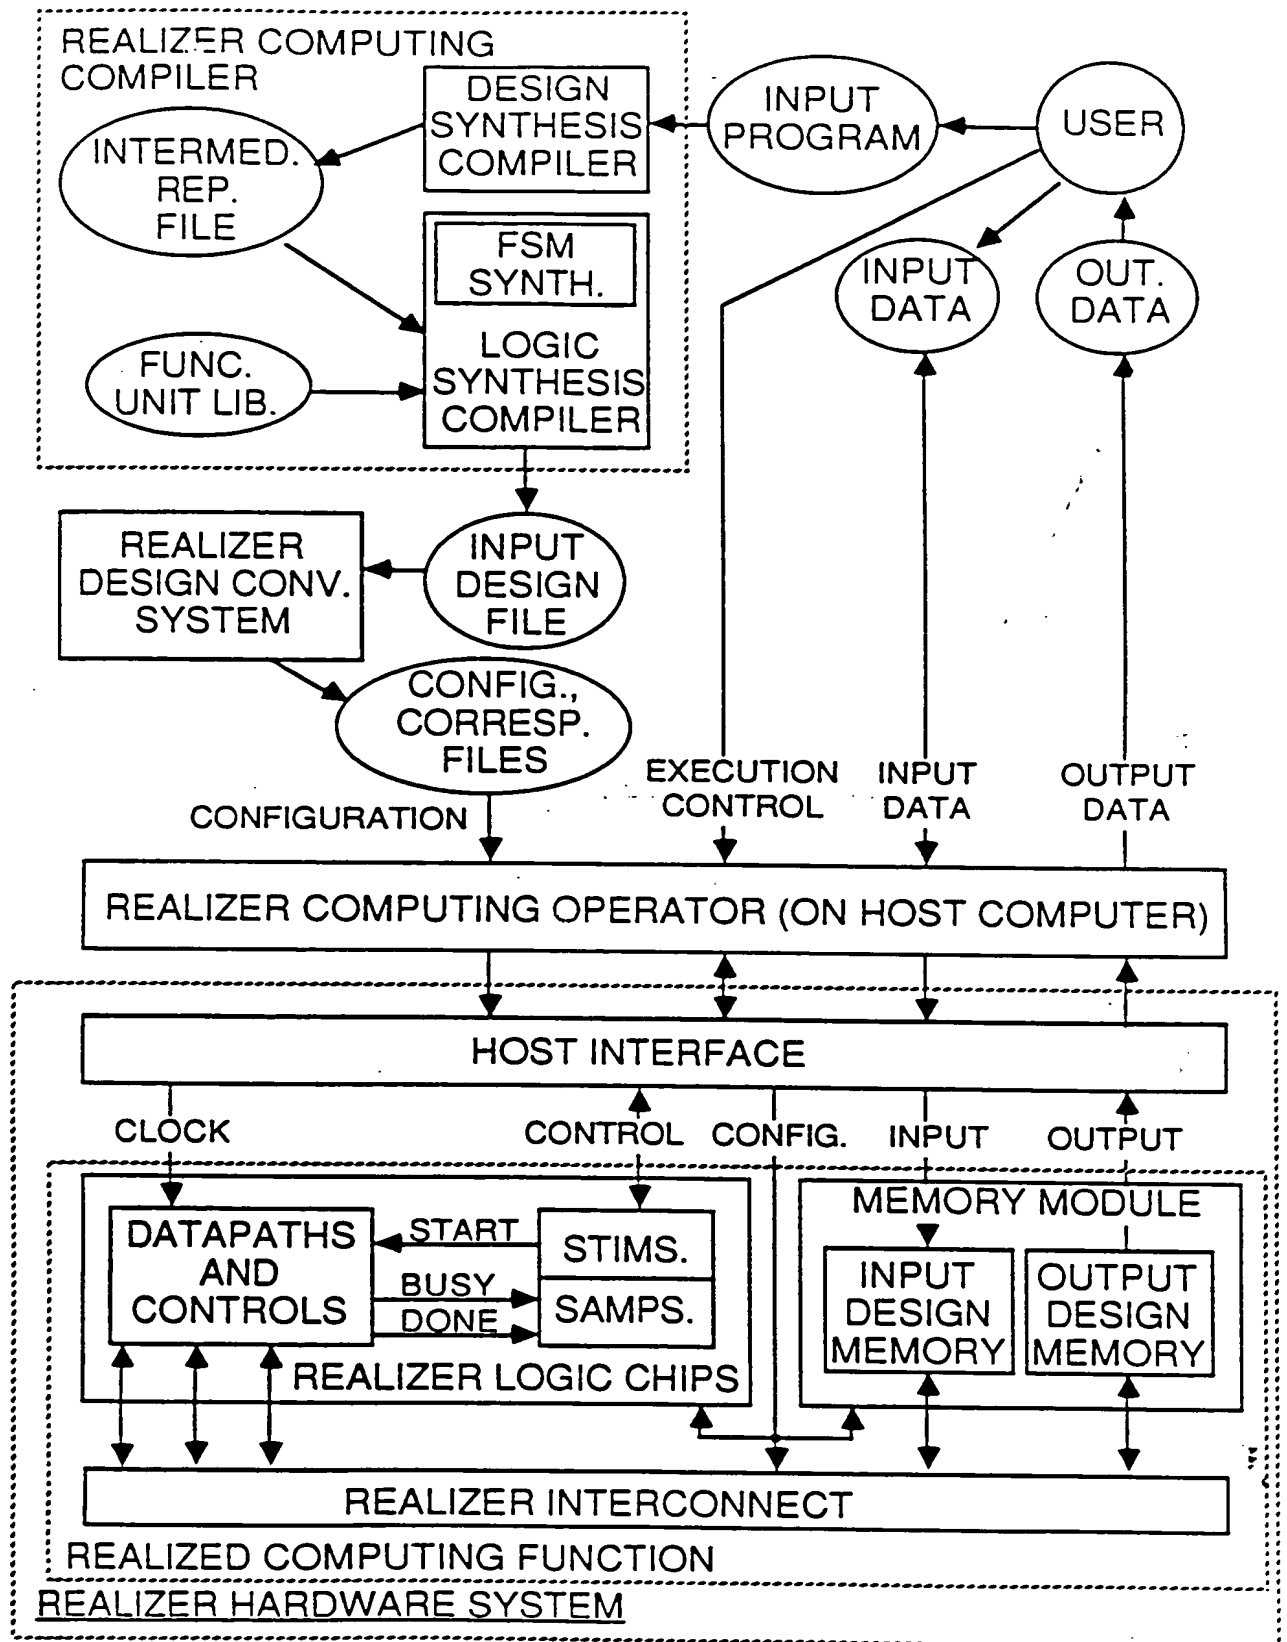 REALIZER COMPUTING
COMPILER
DESIGN
SYNTHESIS
COMPILER
INPUT
PROGRAM
USER
INTERMED.
REP.
FILE
FSM
SYNTH.
LOGIC
SYNTHESIS
COMPILER
FUNC.
UNIT LIB.
INPUT
DATA
OUT.
DATA
REALIZER
DESIGN CONV.
SYSTEM
INPUT
DESIGN
FILE
CONFIG.,
CORRESP.
FILES
CONFIGURATION
EXECUTION
CONTROL
INPUT
DATA
OUTPUT
DATA
REALIZER COMPUTING OPERATOR (ON HOST COMPUTER)
HOST INTERFACE
CLOCK
CONTROL
CONFIG.
INPUT
OUTPUT
DATAPATHS
AND
CONTROLS
START
BUSY
DONE
STIMS.
SAMPS.
REALIZER LOGIC CHIPS
MEMORY MODULE
INPUT
DESIGN
MEMORY
OUTPUT
DESIGN
MEMORY
REALIZER INTERCONNECT
REALIZED COMPUTING FUNCTION
REALIZER HARDWARE SYSTEM